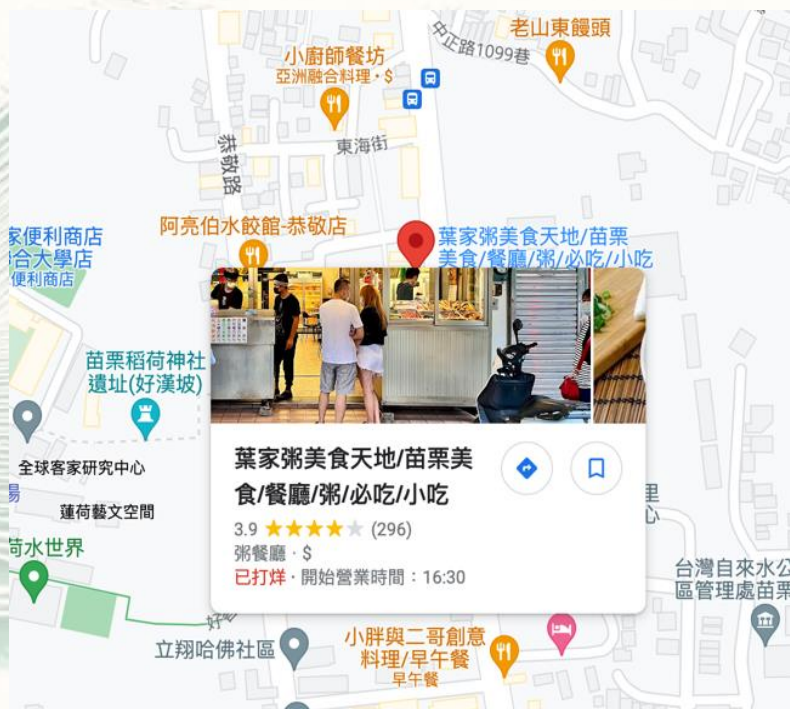 老山東饅頭
中正路1099巷
小廚師餐坊
亞洲融合料理・$
東海街
恭敬路
阿亮伯水餃館-恭敬店
家便利商店
合大學店
便利商店
葉家粥美食天地/苗栗
美食/餐廳/粥/必吃/小吃
苗栗稻荷神社
遺址(好漢坡)
全球客家研究中心
蓮荷藝文空間
荷水世界
葉家粥美食天地/苗栗美
食/餐廳/粥/必吃/小吃
3.9 (296)
粥餐廳・$
已打烊・開始營業時間：16:30
里
心
台灣自來水公
區管理處苗栗
立翔哈佛社區
小胖與二哥創意
料理/早午餐
早午餐